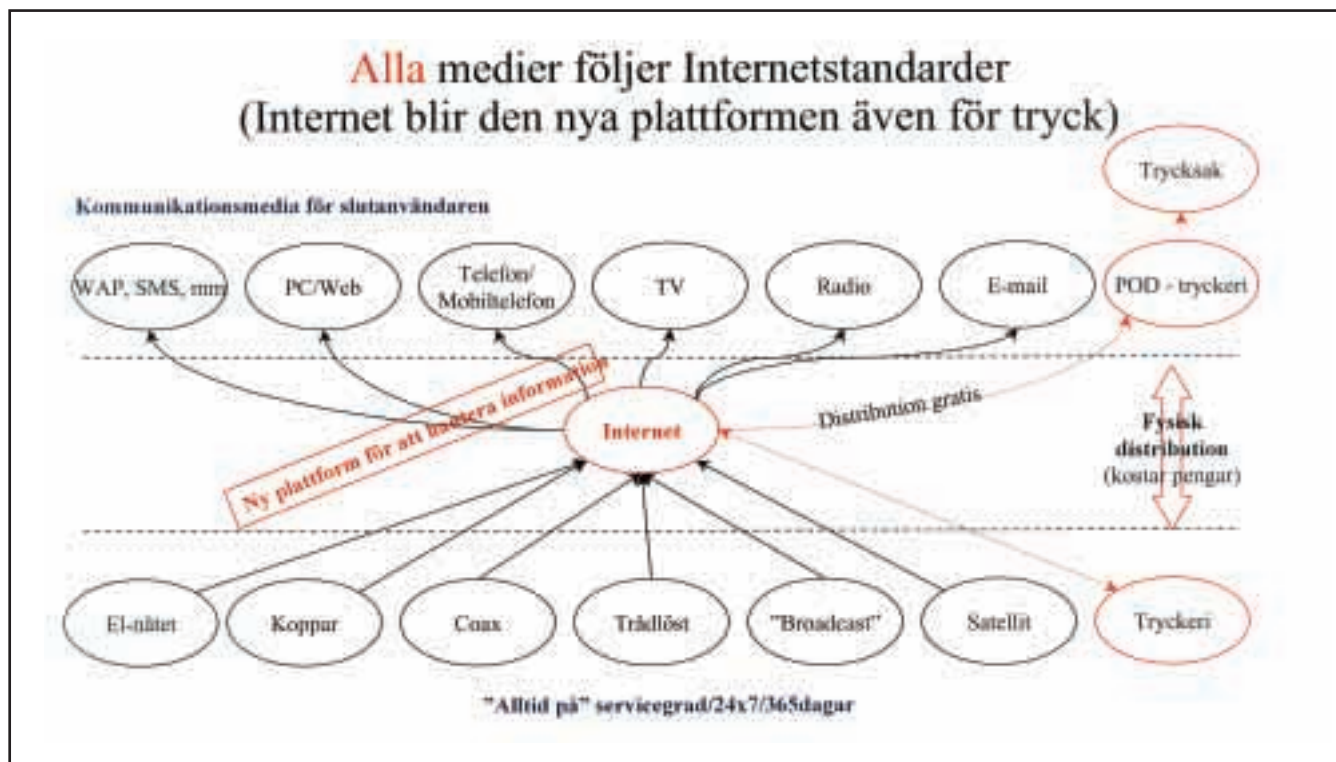 Alla medier följer Internetstandarder
(Internet blir den nya plattformen även för tryck)
Trycksak
Kommunikationsmedia för slutanvändaren
WAP, SMS, mm
PC/Web
Telefon/
Mobiltelefon
TV
Radio
E-mail
POD - tryckeri
Ny plattform för att hantera information
Internet
Distribution gratis
Fysisk
distribution
(kostar pengar)
El-nätet
Koppar
Coax
Trådlöst
"Broadcast"
Satellit
Tryckeri
"Alltid på" servicegrad/24x7/365dagar